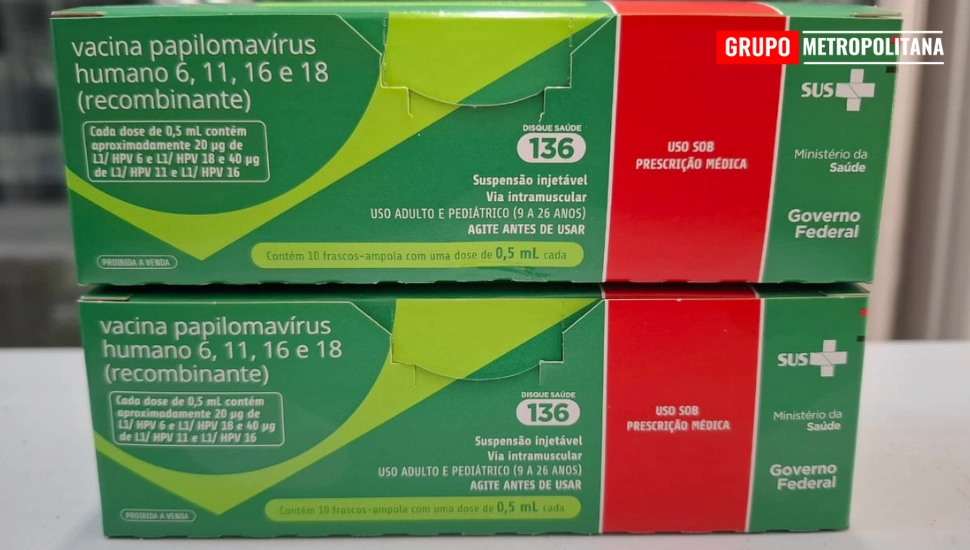 GRUPO METROPOLITANA
vacina papilomavírus
humano 6, 11, 16 e 18
(recombinante)
Cada dose de 0,5 mL contém
aproximadamente 20 µg de
L1/ HPV 6 e L1/ HPV 18 e 40 µg
de L1/ HPV 11 e L1/ HPV 16
PROIBIDA A VENDA
DISQUE SAÚDE
136
Suspensão injetável
Via intramuscular
USO ADULTO E PEDIÁTRICO (9 A 26 ANOS)
AGITE ANTES DE USAR
Contém 10 frascos-ampola com uma dose de 0,5 mL cada
USO SOB
PRESCRIÇÃO MÉDICA
SUS
Ministério da
Saúde
Governo
Federal
vacina papilomavírus
humano 6, 11, 16 e 18
(recombinante)
Cada dose de 0,5 mL contém
aproximadamente 20 µg de
L1/ HPV 6 e L1/ HPV 18 e 40 µg
de L1/ HPV 11 e L1/ HPV 16
PROIBIDA A VENDA
DISQUE SAÚDE
136
Suspensão injetável
Via intramuscular
USO ADULTO E PEDIÁTRICO (9 A 26 ANOS)
AGITE ANTES DE USAR
Contém 10 frascos-ampola com uma dose de 0,5 mL cada
USO SOB
PRESCRIÇÃO MÉDICA
SUS
Ministério da
Saúde
Governo
Federal